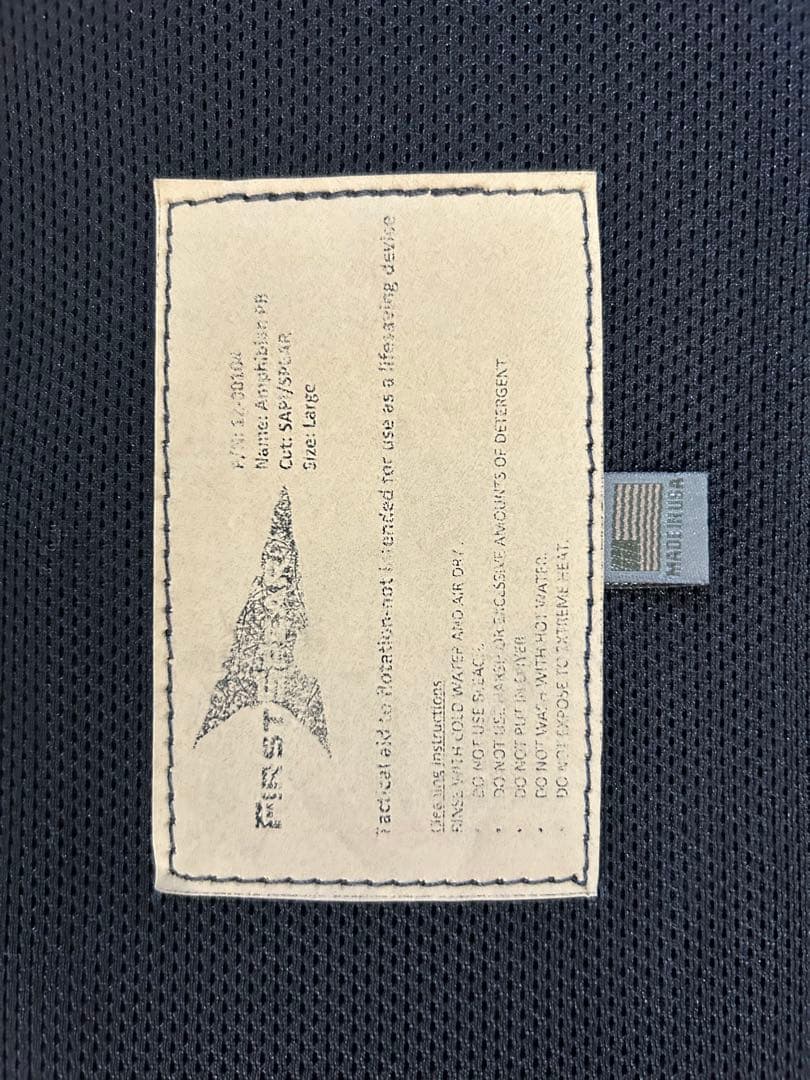 FIRST SPEAR
P/N: 12-00104
Name: Amphibian PB
Cut: SAPI/SPEAR
Size: Large
Tactical aid to flotation-not intended for use as a lifesaving device
Cleaning Instructions
RINSE WITH COLD WATER AND AIR DRY.
• DO NOT USE BLEACH.
• DO NOT USE HARSH OR EXCESSIVE AMOUNTS OF DETERGENT
• DO NOT PUT IN DRYER
• DO NOT WASH WITH HOT WATER.
• DO NOT EXPOSE TO EXTREME HEAT.
MADE IN USA